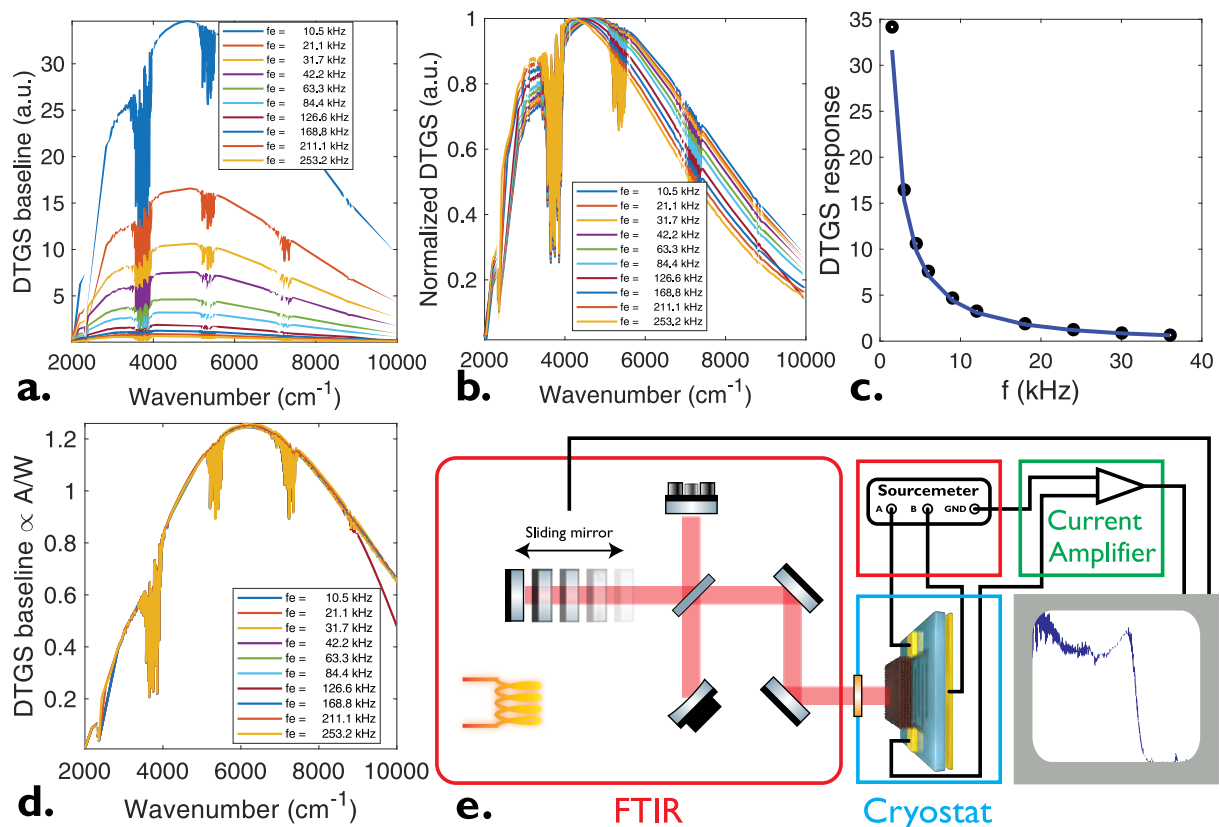 DTGS baseline (a.u.)
35
30
25
20
15
10
5
2000 4000 6000 8000 10000
Wavenumber (cm-1)
fe = 10.5 kHz
fe = 21.1 kHz
fe = 31.7 kHz
fe = 42.2 kHz
fe = 63.3 kHz
fe = 84.4 kHz
fe = 126.6 kHz
fe = 168.8 kHz
fe = 211.1 kHz
fe = 253.2 kHz
a.
Normalized DTGS (a.u.)
1
0.8
0.6
0.4
0.2
2000 4000 6000 8000 10000
Wavenumber (cm-1)
fe = 10.5 kHz
fe = 21.1 kHz
fe = 31.7 kHz
fe = 42.2 kHz
fe = 63.3 kHz
fe = 84.4 kHz
fe = 126.6 kHz
fe = 168.8 kHz
fe = 211.1 kHz
fe = 253.2 kHz
b.
DTGS response
35
30
25
20
15
10
5
0
0 10 20 30 40
f (kHz)
c.
DTGS baseline ∝ A/W
1.2
1
0.8
0.6
0.4
0.2
2000 4000 6000 8000 10000
Wavenumber (cm-1)
fe = 10.5 kHz
fe = 21.1 kHz
fe = 31.7 kHz
fe = 42.2 kHz
fe = 63.3 kHz
fe = 84.4 kHz
fe = 126.6 kHz
fe = 168.8 kHz
fe = 211.1 kHz
fe = 253.2 kHz
d.
Sliding mirror
Sourcemeter
A B GND
Current
Amplifier
e.
FTIR
Cryostat